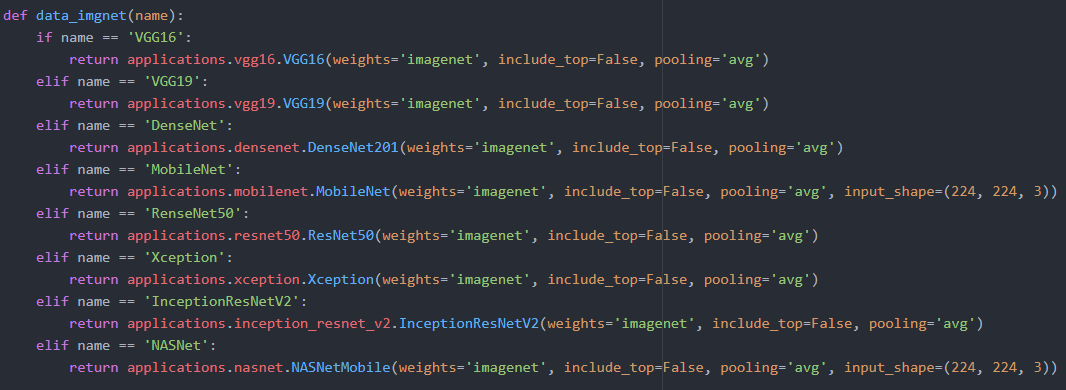 def data_imgnet(name):
    if name == 'VGG16':
        return applications.vgg16.VGG16(weights='imagenet', include_top=False, pooling='avg')
    elif name == 'VGG19':
        return applications.vgg19.VGG19(weights='imagenet', include_top=False, pooling='avg')
    elif name == 'DenseNet':
        return applications.densenet.DenseNet201(weights='imagenet', include_top=False, pooling='avg')
    elif name == 'MobileNet':
        return applications.mobilenet.MobileNet(weights='imagenet', include_top=False, pooling='avg', input_shape=(224, 224, 3))
    elif name == 'RenseNet50':
        return applications.resnet50.ResNet50(weights='imagenet', include_top=False, pooling='avg')
    elif name == 'Xception':
        return applications.xception.Xception(weights='imagenet', include_top=False, pooling='avg')
    elif name == 'InceptionResNetV2':
        return applications.inception_resnet_v2.InceptionResNetV2(weights='imagenet', include_top=False, pooling='avg')
    elif name == 'NASNet':
        return applications.nasnet.NASNetMobile(weights='imagenet', include_top=False, pooling='avg', input_shape=(224, 224, 3))